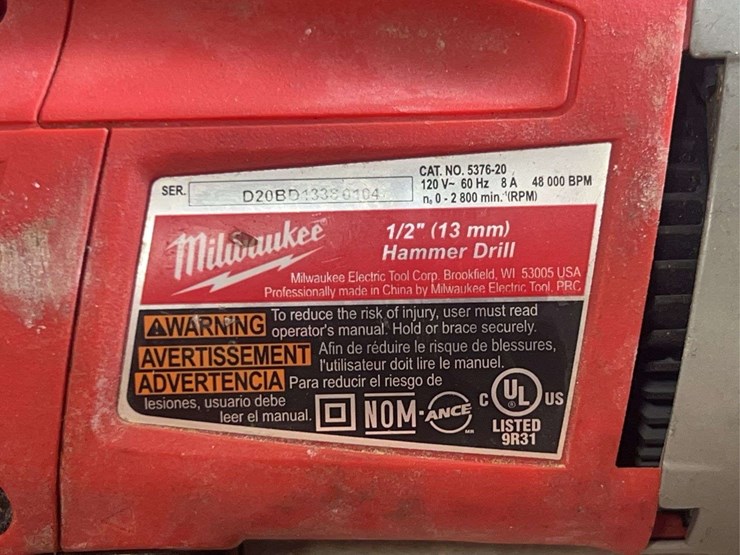 CAT. NO. 5376-20
SER.
120 V~ 60 Hz 8 A 48 000 BPM
n₀ 0 - 2 800 min.⁻¹(RPM)
Milwaukee
1/2" (13 mm)
Hammer Drill
Milwaukee Electric Tool Corp. Brookfield, WI 53005 USA
Professionally made in China by Milwaukee Electric Tool, PRC
WARNING To reduce the risk of injury, user must read
operator's manual. Hold or brace securely.
AVERTISSEMENT Afin de réduire le risque de blessures,
l'utilisateur doit lire le manuel.
ADVERTENCIA Para reducir el riesgo de
lesiones, usuario debe
leer el manual.
NOM-ANCE
C UL® US
LISTED
9R31